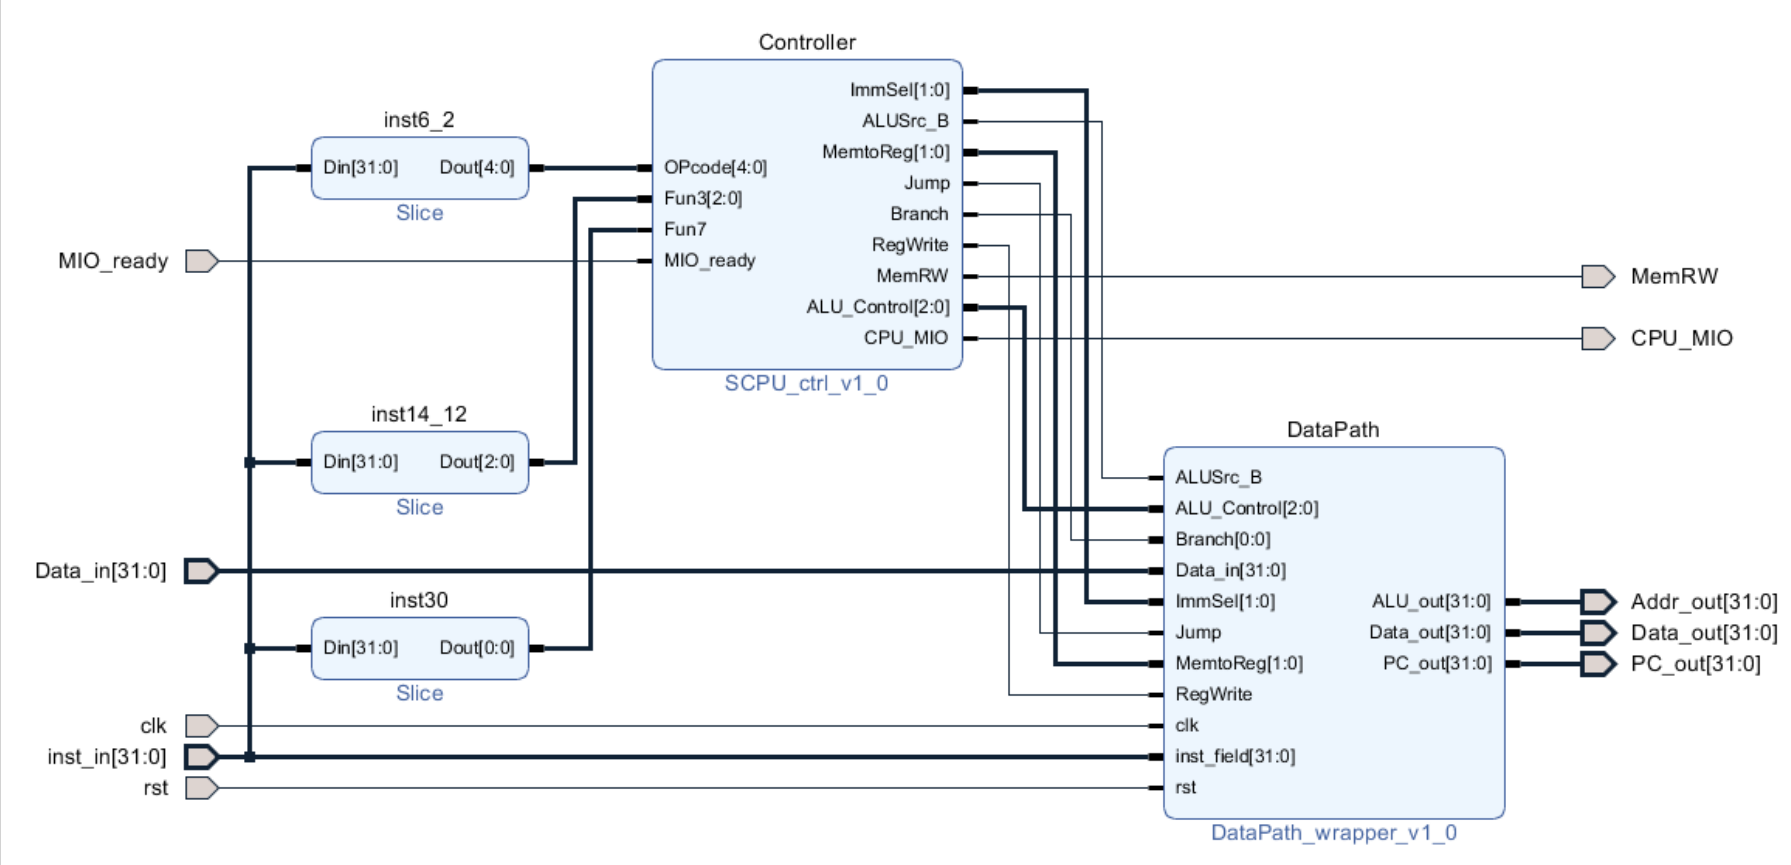 Controller
ImmSel[1:0]
ALUSrc_B
MemtoReg[1:0]
Jump
Branch
RegWrite
MemRW
ALU_Control[2:0]
CPU_MIO
OPcode[4:0]
Fun3[2:0]
Fun7
MIO_ready
SCPU_ctrl_v1_0
inst6_2
Din[31:0] Dout[4:0]
Slice
MIO_ready
inst14_12
Din[31:0] Dout[2:0]
Slice
Data_in[31:0]
inst30
Din[31:0] Dout[0:0]
Slice
clk
inst_in[31:0]
rst
MemRW
CPU_MIO
DataPath
ALUSrc_B
ALU_Control[2:0]
Branch[0:0]
Data_in[31:0]
ImmSel[1:0] ALU_out[31:0]
Jump Data_out[31:0]
MemtoReg[1:0] PC_out[31:0]
RegWrite
clk
inst_field[31:0]
rst
DataPath_wrapper_v1_0
Addr_out[31:0]
Data_out[31:0]
PC_out[31:0]